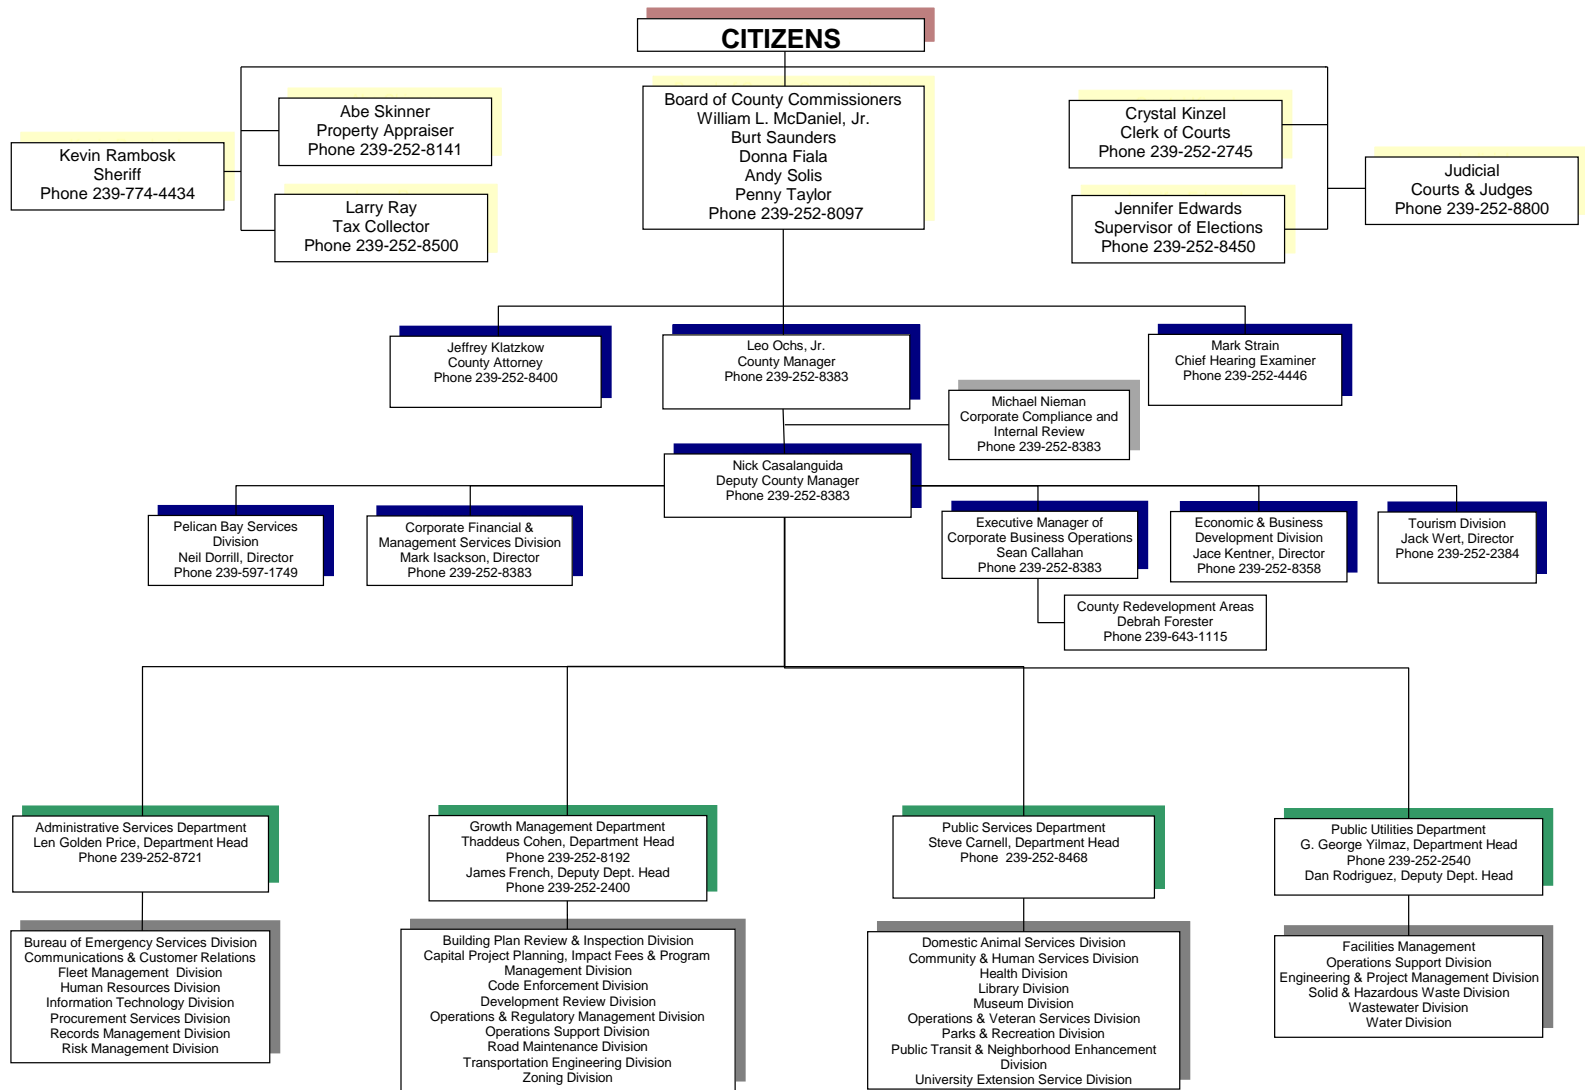 CITIZENS
Abe Skinner
Property Appraiser
Phone 239-252-8141
Kevin Rambosk
Sheriff
Phone 239-774-4434
Larry Ray
Tax Collector
Phone 239-252-8500
Board of County Commissioners
William L. McDaniel, Jr.
Burt Saunders
Donna Fiala
Andy Solis
Penny Taylor
Phone 239-252-8097
Crystal Kinzel
Clerk of Courts
Phone 239-252-2745
Judicial
Courts & Judges
Phone 239-252-8800
Jennifer Edwards
Supervisor of Elections
Phone 239-252-8450
Jeffrey Klatzkow
County Attorney
Phone 239-252-8400
Leo Ochs, Jr.
County Manager
Phone 239-252-8383
Mark Strain
Chief Hearing Examiner
Phone 239-252-4446
Michael Nieman
Corporate Compliance and
Internal Review
Phone 239-252-8383
Nick Casalanguida
Deputy County Manager
Phone 239-252-8383
Pelican Bay Services
Division
Neil Dorrill, Director
Phone 239-597-1749
Corporate Financial &
Management Services Division
Mark Isackson, Director
Phone 239-252-8383
Executive Manager of
Corporate Business Operations
Sean Callahan
Phone 239-252-8383
Economic & Business
Development Division
Jace Kentner, Director
Phone 239-252-8358
Tourism Division
Jack Wert, Director
Phone 239-252-2384
County Redevelopment Areas
Debrah Forester
Phone 239-643-1115
Administrative Services Department
Len Golden Price, Department Head
Phone 239-252-8721
Growth Management Department
Thaddeus Cohen, Department Head
Phone 239-252-8192
James French, Deputy Dept. Head
Phone 239-252-2400
Public Services Department
Steve Carnell, Department Head
Phone 239-252-8468
Public Utilities Department
G. George Yilmaz, Department Head
Phone 239-252-2540
Dan Rodriguez, Deputy Dept. Head
Bureau of Emergency Services Division
Communications & Customer Relations
Fleet Management Division
Human Resources Division
Information Technology Division
Procurement Services Division
Records Management Division
Risk Management Division
Building Plan Review & Inspection Division
Capital Project Planning, Impact Fees & Program
Management Division
Code Enforcement Division
Development Review Division
Operations & Regulatory Management Division
Operations Support Division
Road Maintenance Division
Transportation Engineering Division
Zoning Division
Domestic Animal Services Division
Community & Human Services Division
Health Division
Library Division
Museum Division
Operations & Veteran Services Division
Parks & Recreation Division
Public Transit & Neighborhood Enhancement
Division
University Extension Service Division
Facilities Management
Operations Support Division
Engineering & Project Management Division
Solid & Hazardous Waste Division
Wastewater Division
Water Division